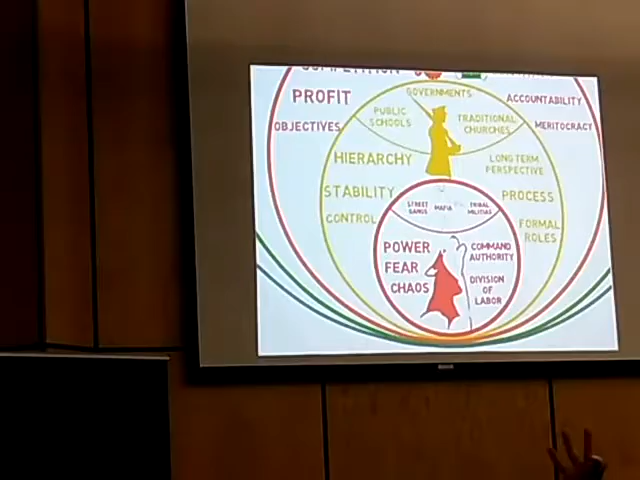 COMPETITION
PROFIT
OBJECTIVES
ACCOUNTABILITY
MERITOCRACY
GOVERNMENTS
PUBLIC
SCHOOLS
TRADITIONAL
CHURCHES
HIERARCHY
STABILITY
CONTROL
LONG TERM
PERSPECTIVE
PROCESS
FORMAL
ROLES
STREET
GANGS
MAFIA
TRIBAL
MILITIAS
POWER
FEAR
CHAOS
COMMAND
AUTHORITY
DIVISION
OF
LABOR